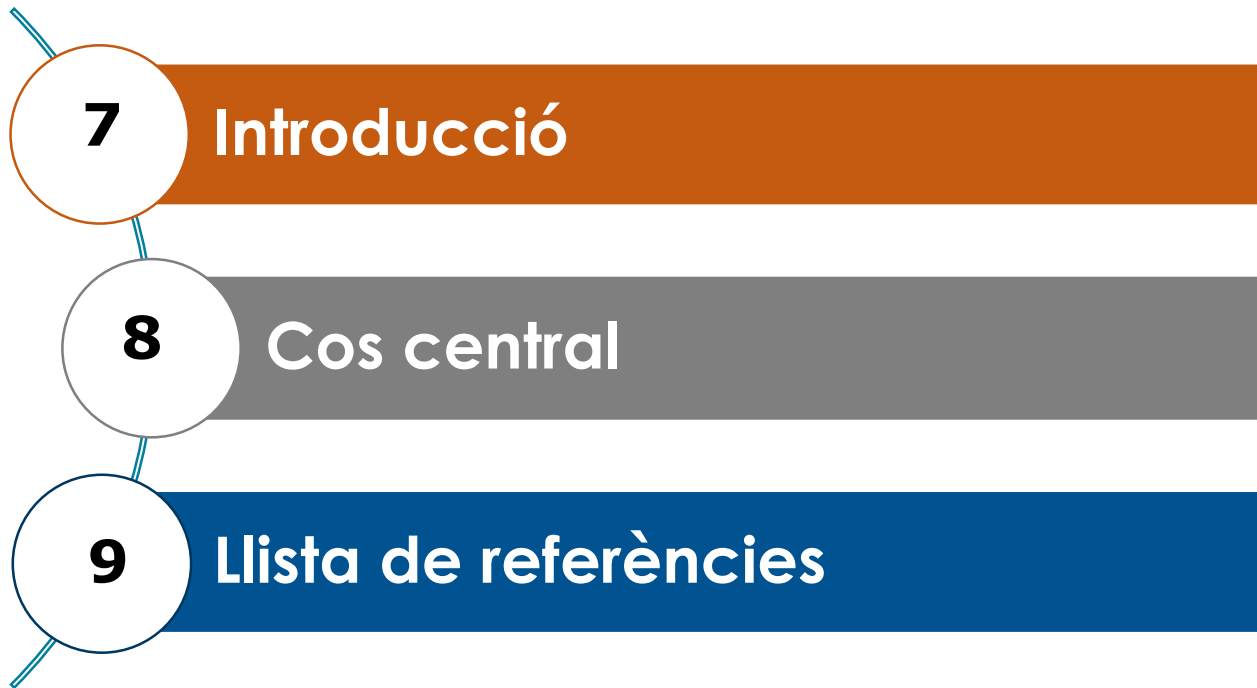 7 Introducció
8 Cos central
9 Llista de referències